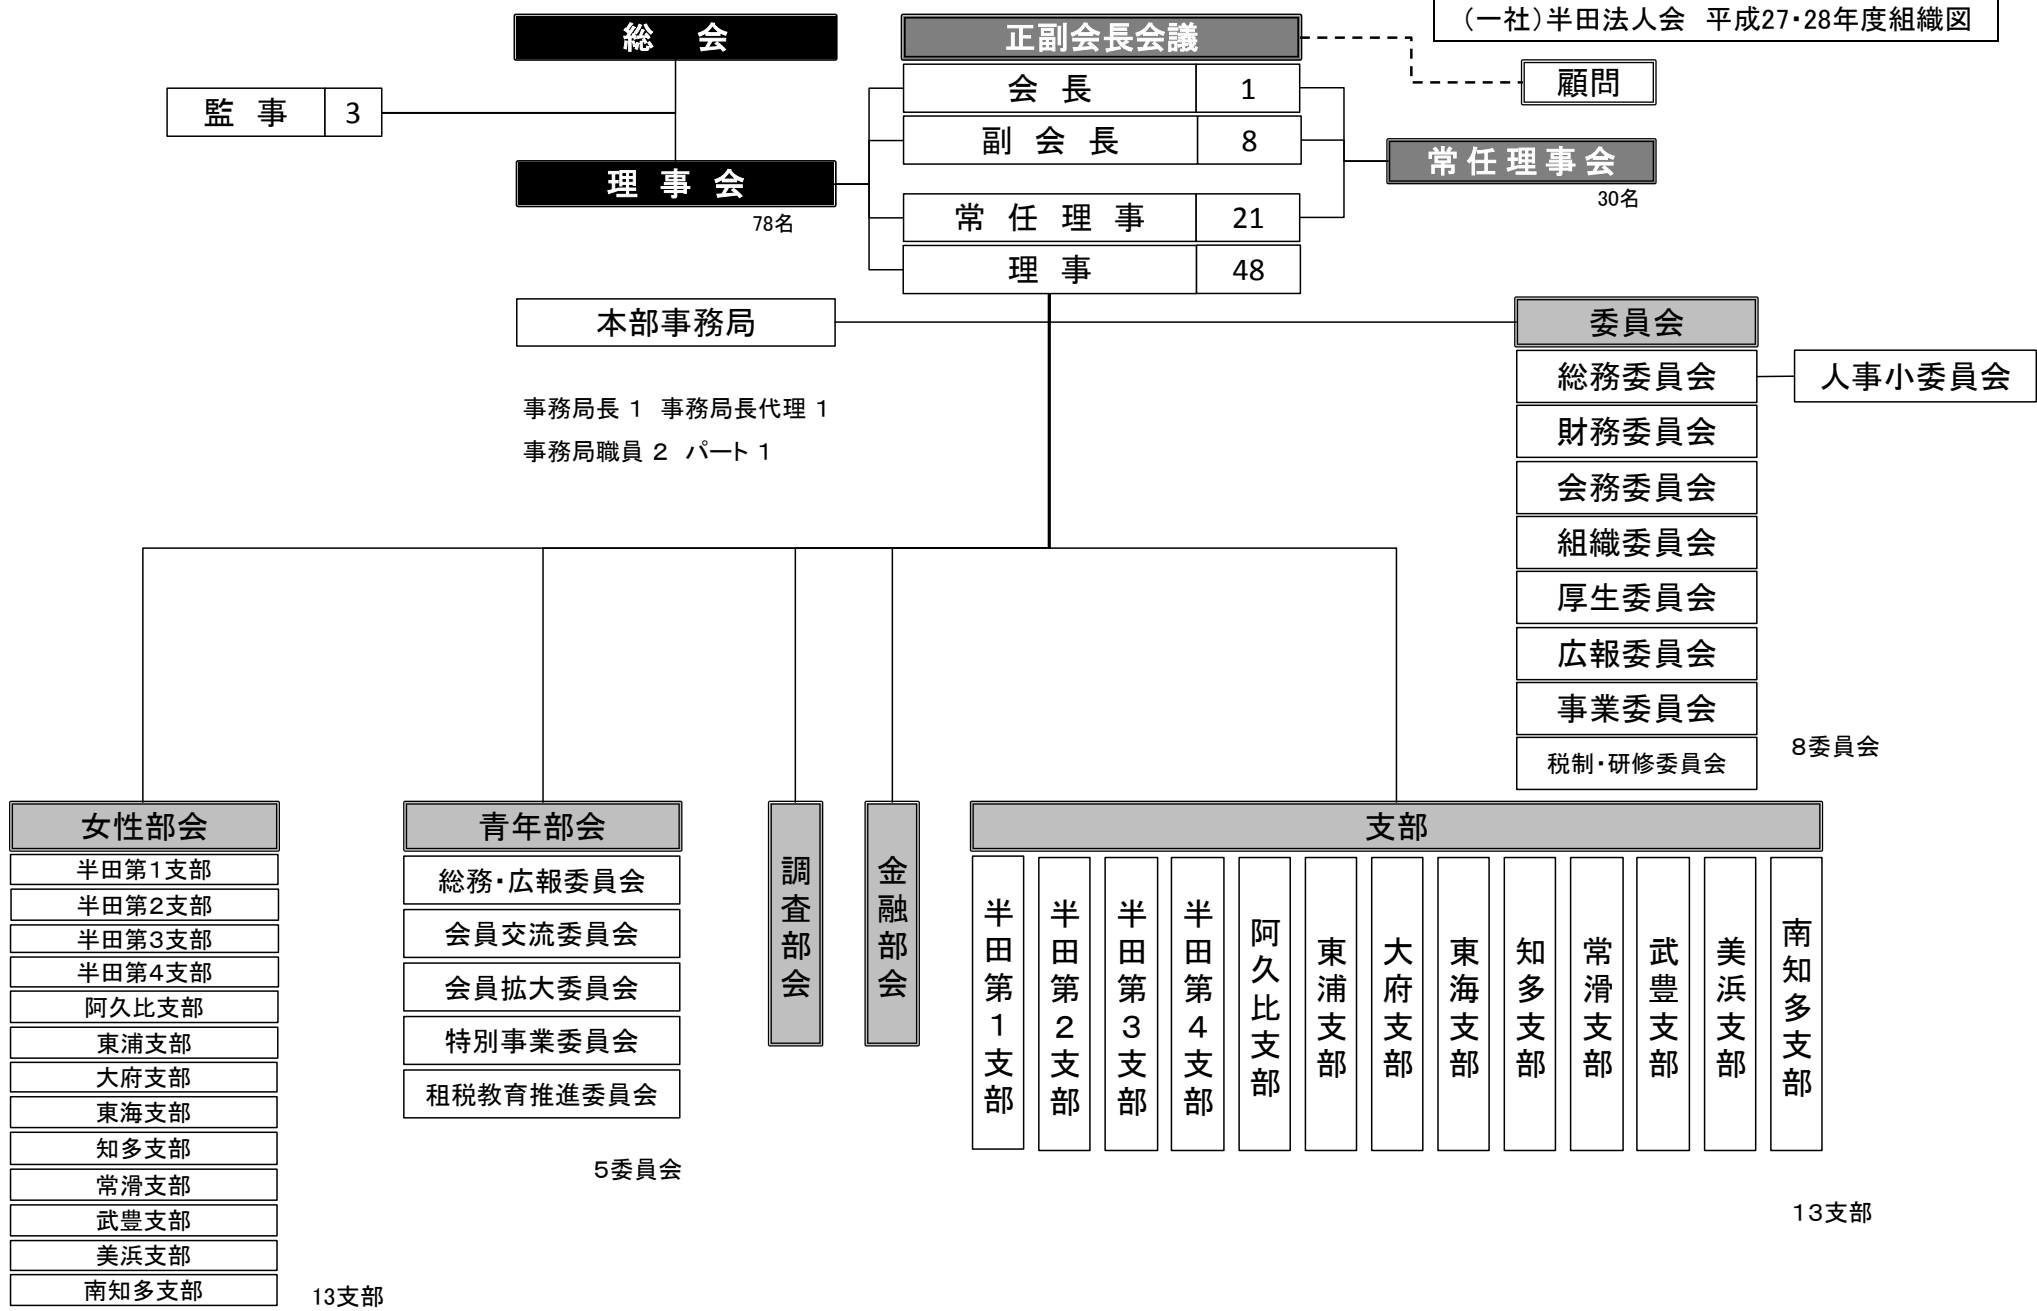 (一社)半田法人会 平成27・28年度組織図
総 会
正副会長会議
顧問
会 長 1
監 事 3
副 会 長 8
常任理事会
30名
理 事 会
78名
常 任 理 事 21
理 事 48
本部事務局
事務局長 1 事務局長代理 1
事務局職員 2 パート 1
委員会
総務委員会
人事小委員会
財務委員会
会務委員会
組織委員会
厚生委員会
広報委員会
事業委員会
税制・研修委員会
8委員会
女性部会
半田第1支部
半田第2支部
半田第3支部
半田第4支部
阿久比支部
東浦支部
大府支部
東海支部
知多支部
常滑支部
武豊支部
美浜支部
南知多支部
13支部
青年部会
総務・広報委員会
会員交流委員会
会員拡大委員会
特別事業委員会
租税教育推進委員会
5委員会
調査部会
金融部会
支部
半田第1支部
半田第2支部
半田第3支部
半田第4支部
阿久比支部
東浦支部
大府支部
東海支部
知多支部
常滑支部
武豊支部
美浜支部
南知多支部
13支部